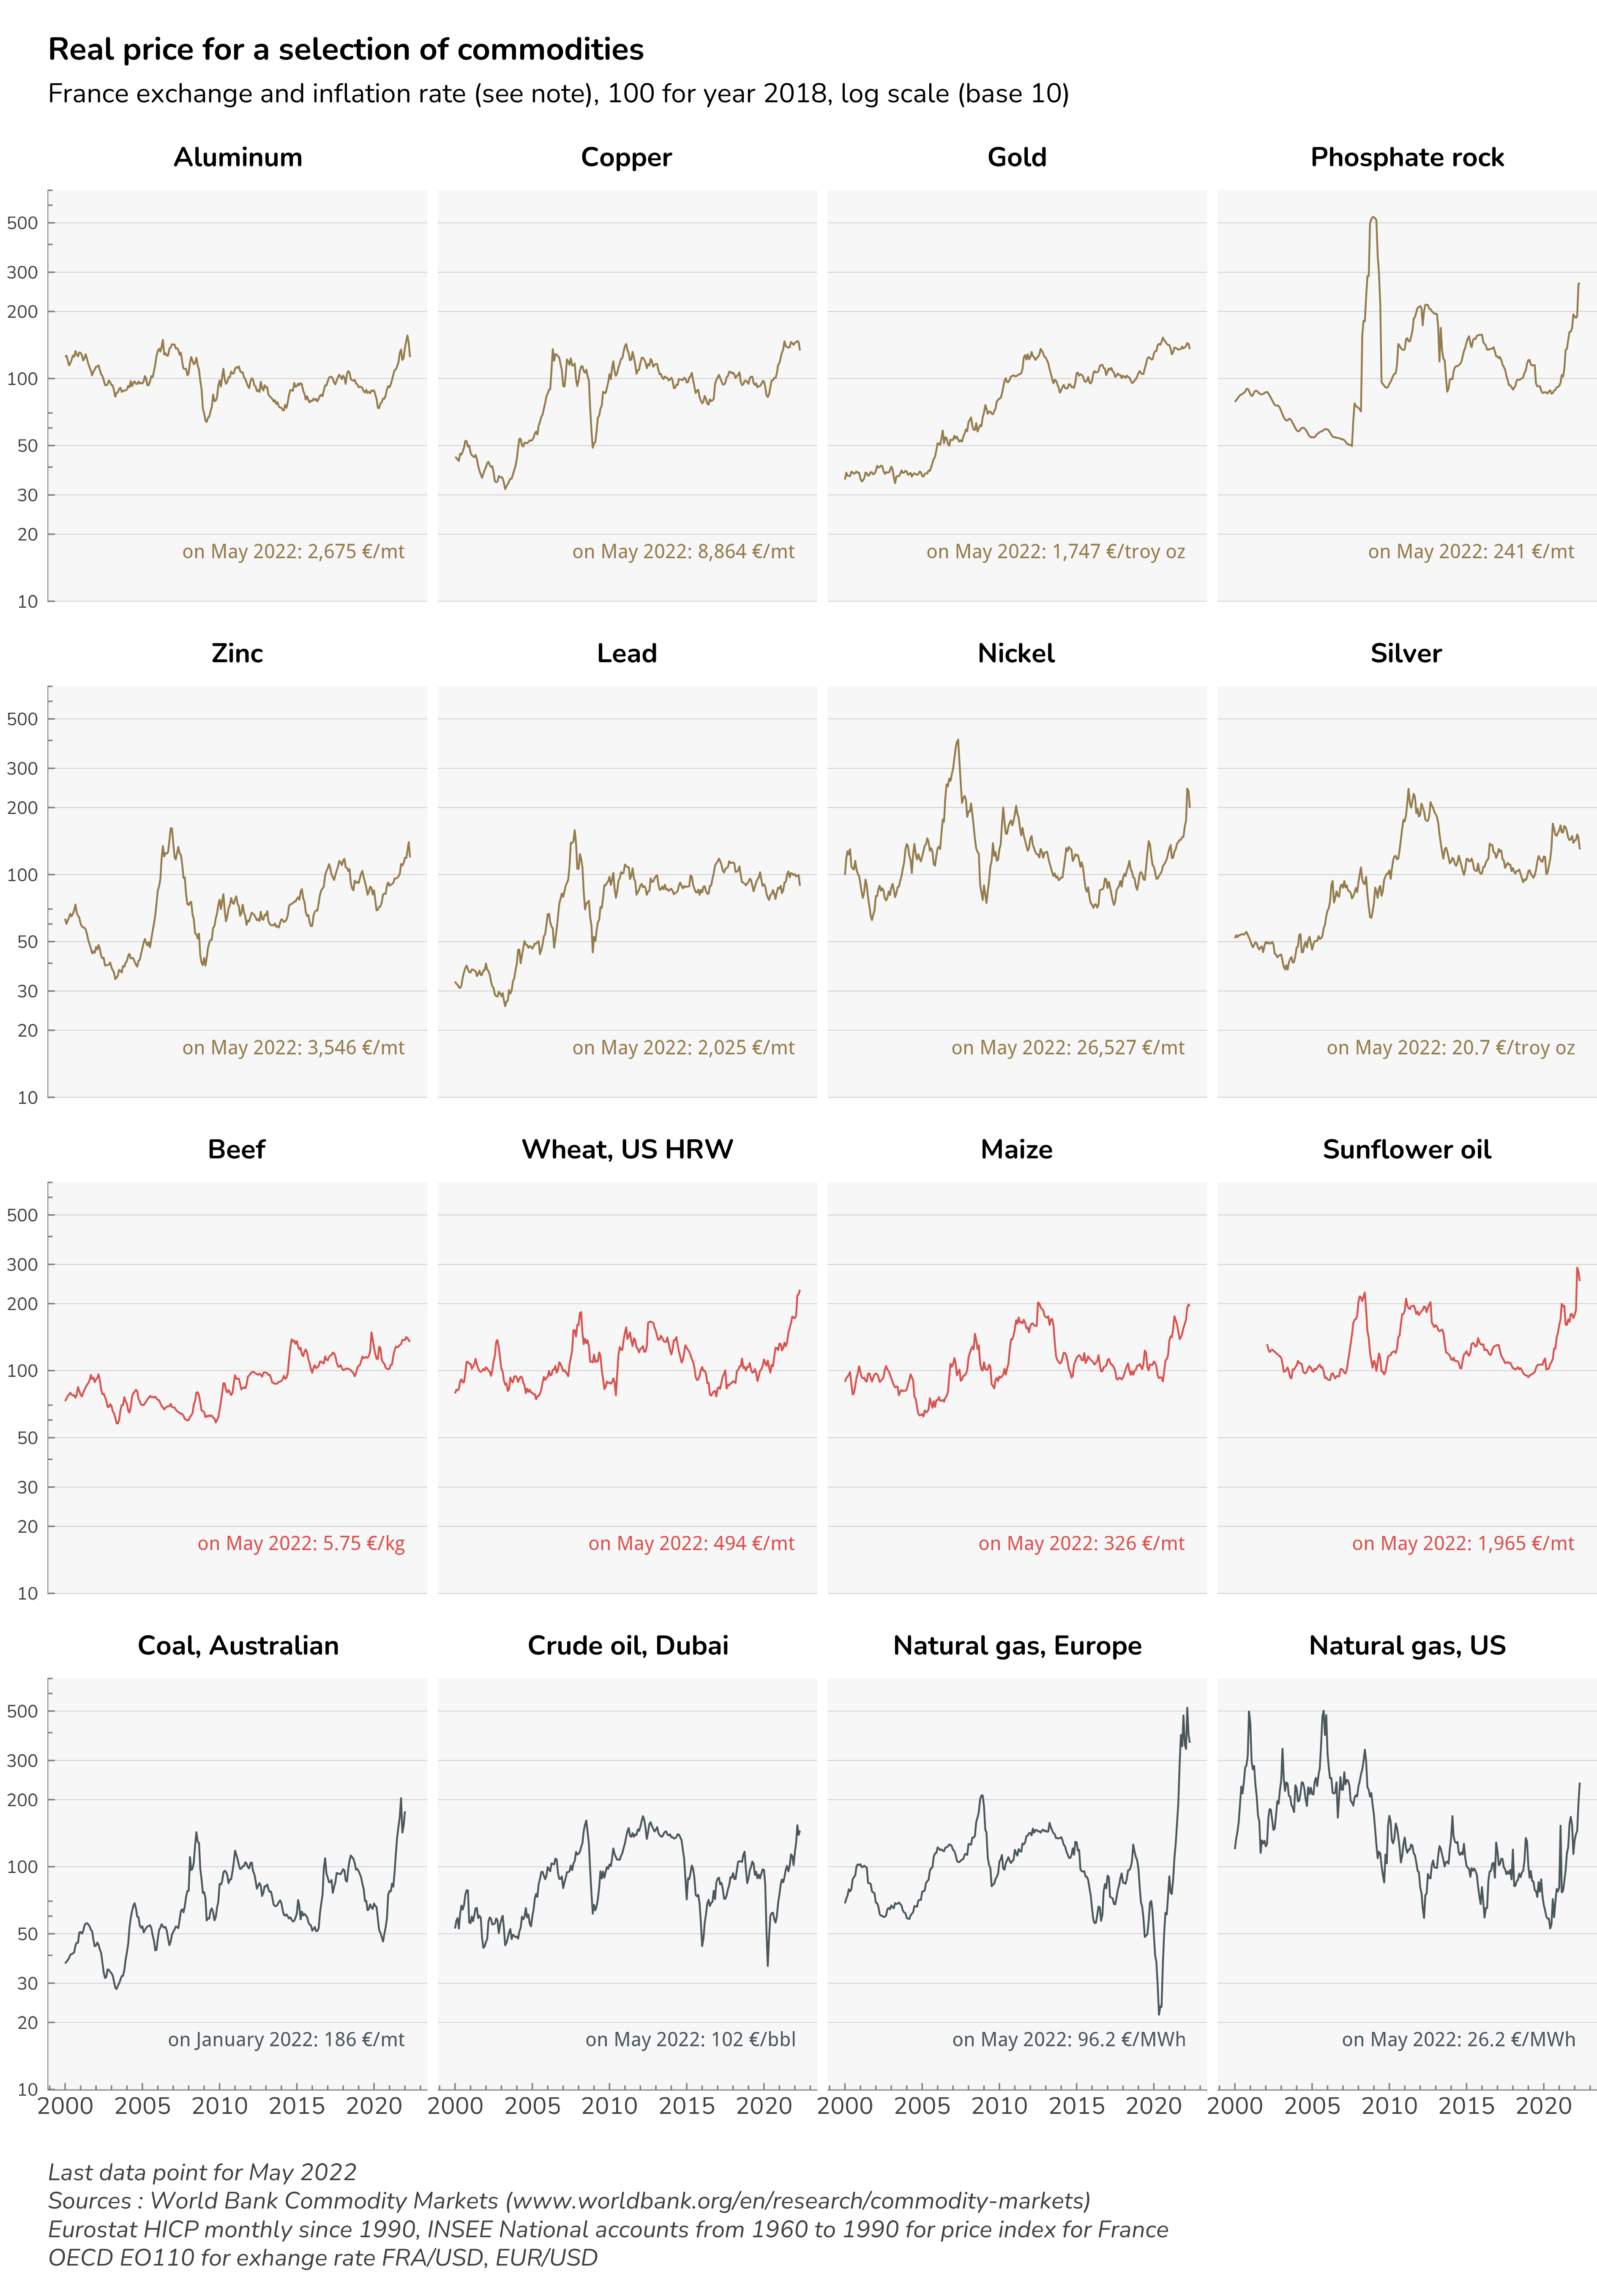 Real price for a selection of commodities
France exchange and inflation rate (see note), 100 for year 2018, log scale (base 10)
Aluminum
Copper
Gold
Phosphate rock
500
300
200
100
50
30
20
10
on May 2022: 2,675 €/mt
on May 2022: 8,864 €/mt
on May 2022: 1,747 €/troy oz
on May 2022: 241 €/mt
Zinc
Lead
Nickel
Silver
500
300
200
100
50
30
20
10
on May 2022: 3,546 €/mt
on May 2022: 2,025 €/mt
on May 2022: 26,527 €/mt
on May 2022: 20.7 €/troy oz
Beef
Wheat, US HRW
Maize
Sunflower oil
500
300
200
100
50
30
20
10
on May 2022: 5.75 €/kg
on May 2022: 494 €/mt
on May 2022: 326 €/mt
on May 2022: 1,965 €/mt
Coal, Australian
Crude oil, Dubai
Natural gas, Europe
Natural gas, US
500
300
200
100
50
30
20
10
on January 2022: 186 €/mt
on May 2022: 102 €/bbl
on May 2022: 96.2 €/MWh
on May 2022: 26.2 €/MWh
2000 2005 2010 2015 2020
2000 2005 2010 2015 2020
2000 2005 2010 2015 2020
2000 2005 2010 2015 2020
Last data point for May 2022
Sources : World Bank Commodity Markets (www.worldbank.org/en/research/commodity-markets)
Eurostat HICP monthly since 1990, INSEE National accounts from 1960 to 1990 for price index for France
OECD EO110 for exhange rate FRA/USD, EUR/USD